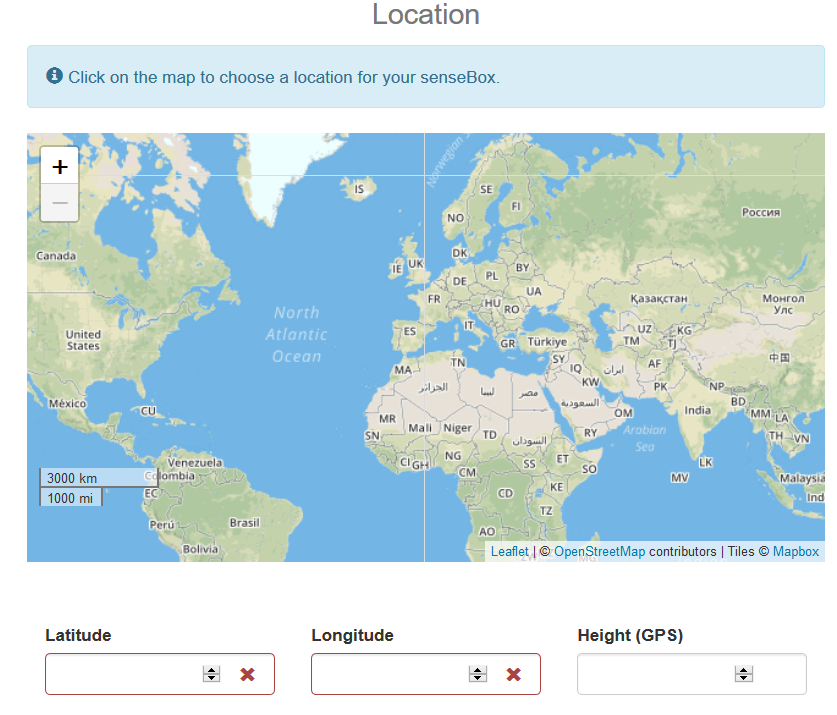 Location
Click on the map to choose a location for your senseBox.
+
−
Norwegian S
IS
SE
FI
NO
Россия
Canada
DK
IE
UK
BY
PL
DE
UA
FR
HU
RO
Қазақстан
Монгол
Улс
North
Atlantic
Ocean
United
States
ES
IT
GR
Türkiye
UZ
KG
TM
TJ
中国
MA
TN
SY
IQ
ایران
AF
KW
PK
NP
الجزائر
ليبيا
مصر
السعودية
México
CU
MR
Mali
Niger
TD
السودان
OM
India
BD
MM
LA
SN
RY
Arabian
Sea
TH
VN
Venezuela
CI
GH
NG
CM
SS
ET
SO
LK
MV
3000 km
Colombia
Malaysia
1000 mi
EC
CD
KE
Ind
Perú
Brasil
TZ
AO
Bolivia
Leaflet | © OpenStreetMap contributors | Tiles © Mapbox
Latitude
Longitude
Height (GPS)